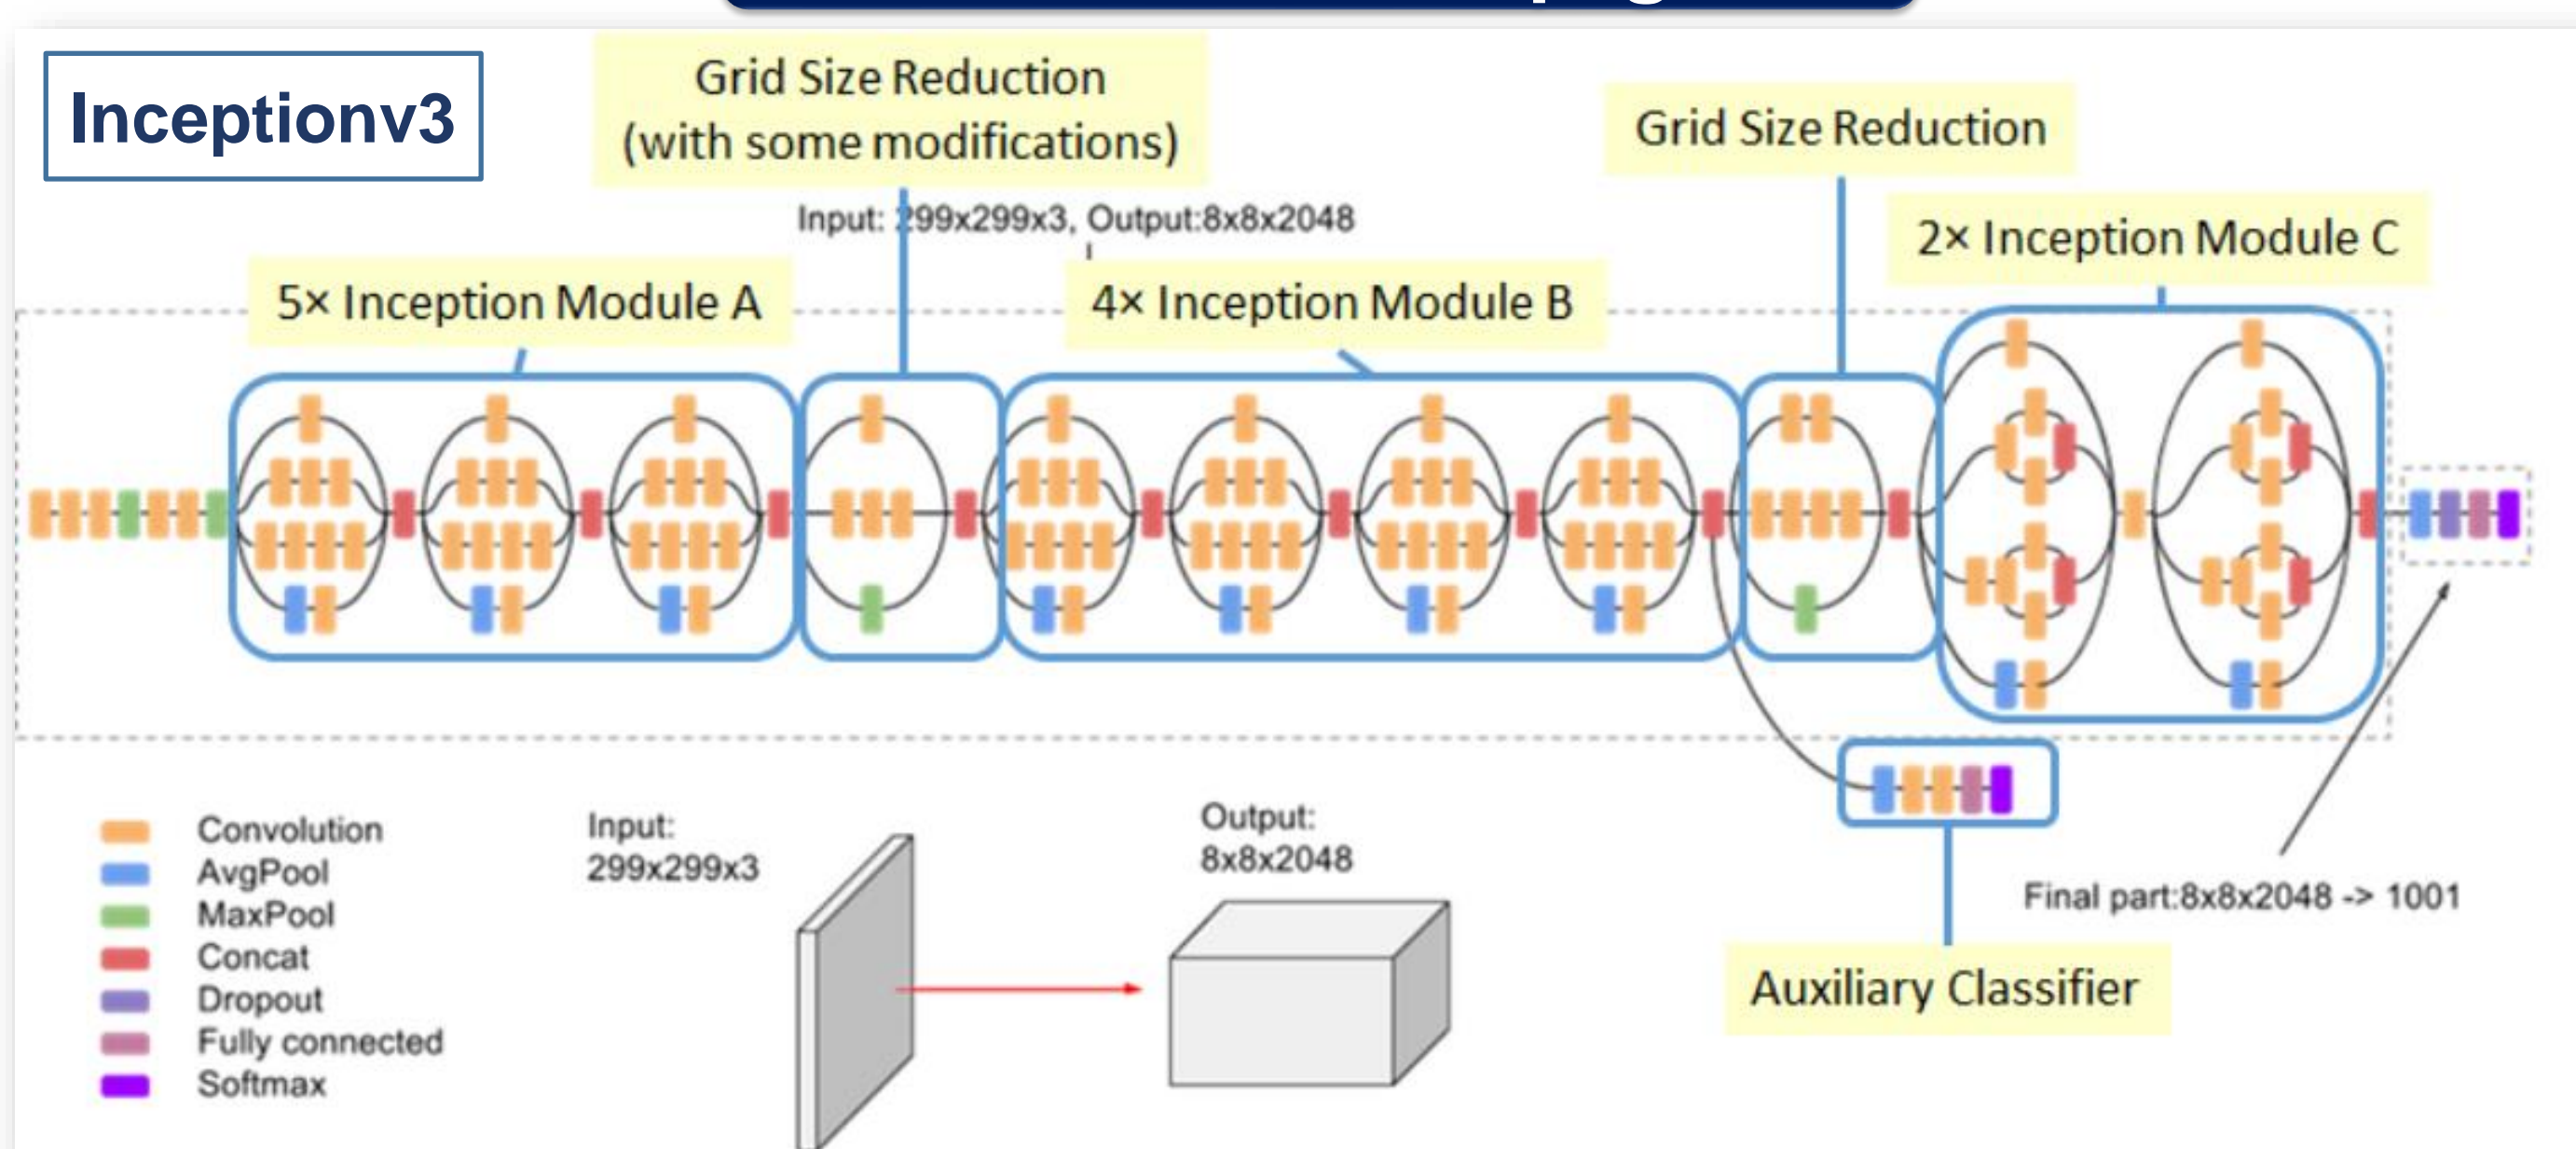 Inceptionv3
Grid Size Reduction
(with some modifications)
Grid Size Reduction
Input: 299x299x3, Output:8x8x2048
2× Inception Module C
5× Inception Module A
4× Inception Module B
Convolution
AvgPool
MaxPool
Concat
Dropout
Fully connected
Softmax
Input:
299x299x3
Output:
8x8x2048
Final part:8x8x2048 -> 1001
Auxiliary Classifier